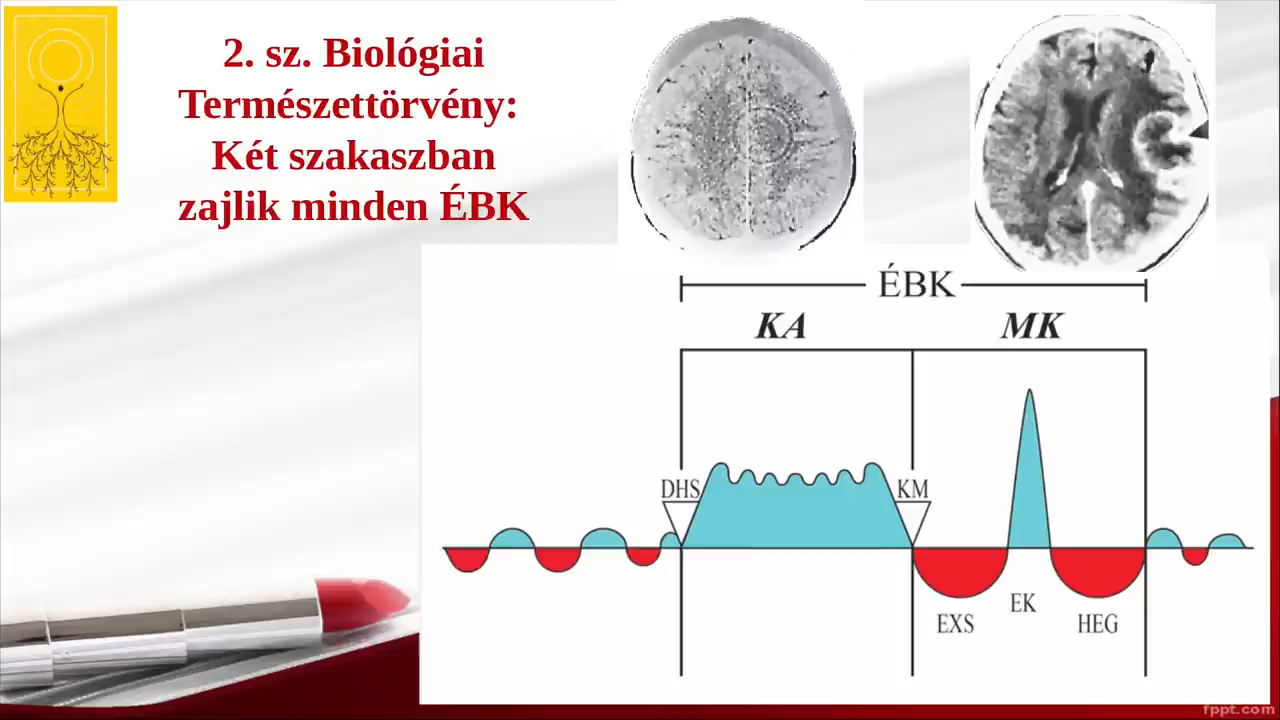 2. sz. Biológiai
Természettörvény:
Két szakaszban
zajlik minden ÉBK
ÉBK
KA
MK
DHS
KM
EXS
EK
HEG
fppt.com